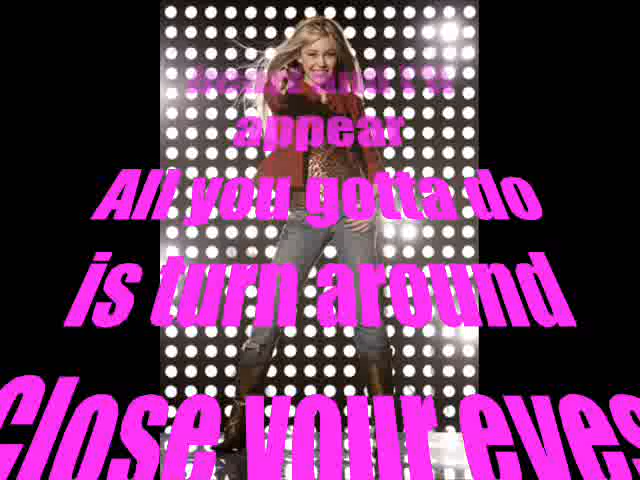 appear
All you gotta do
is turn around
Close your eyes